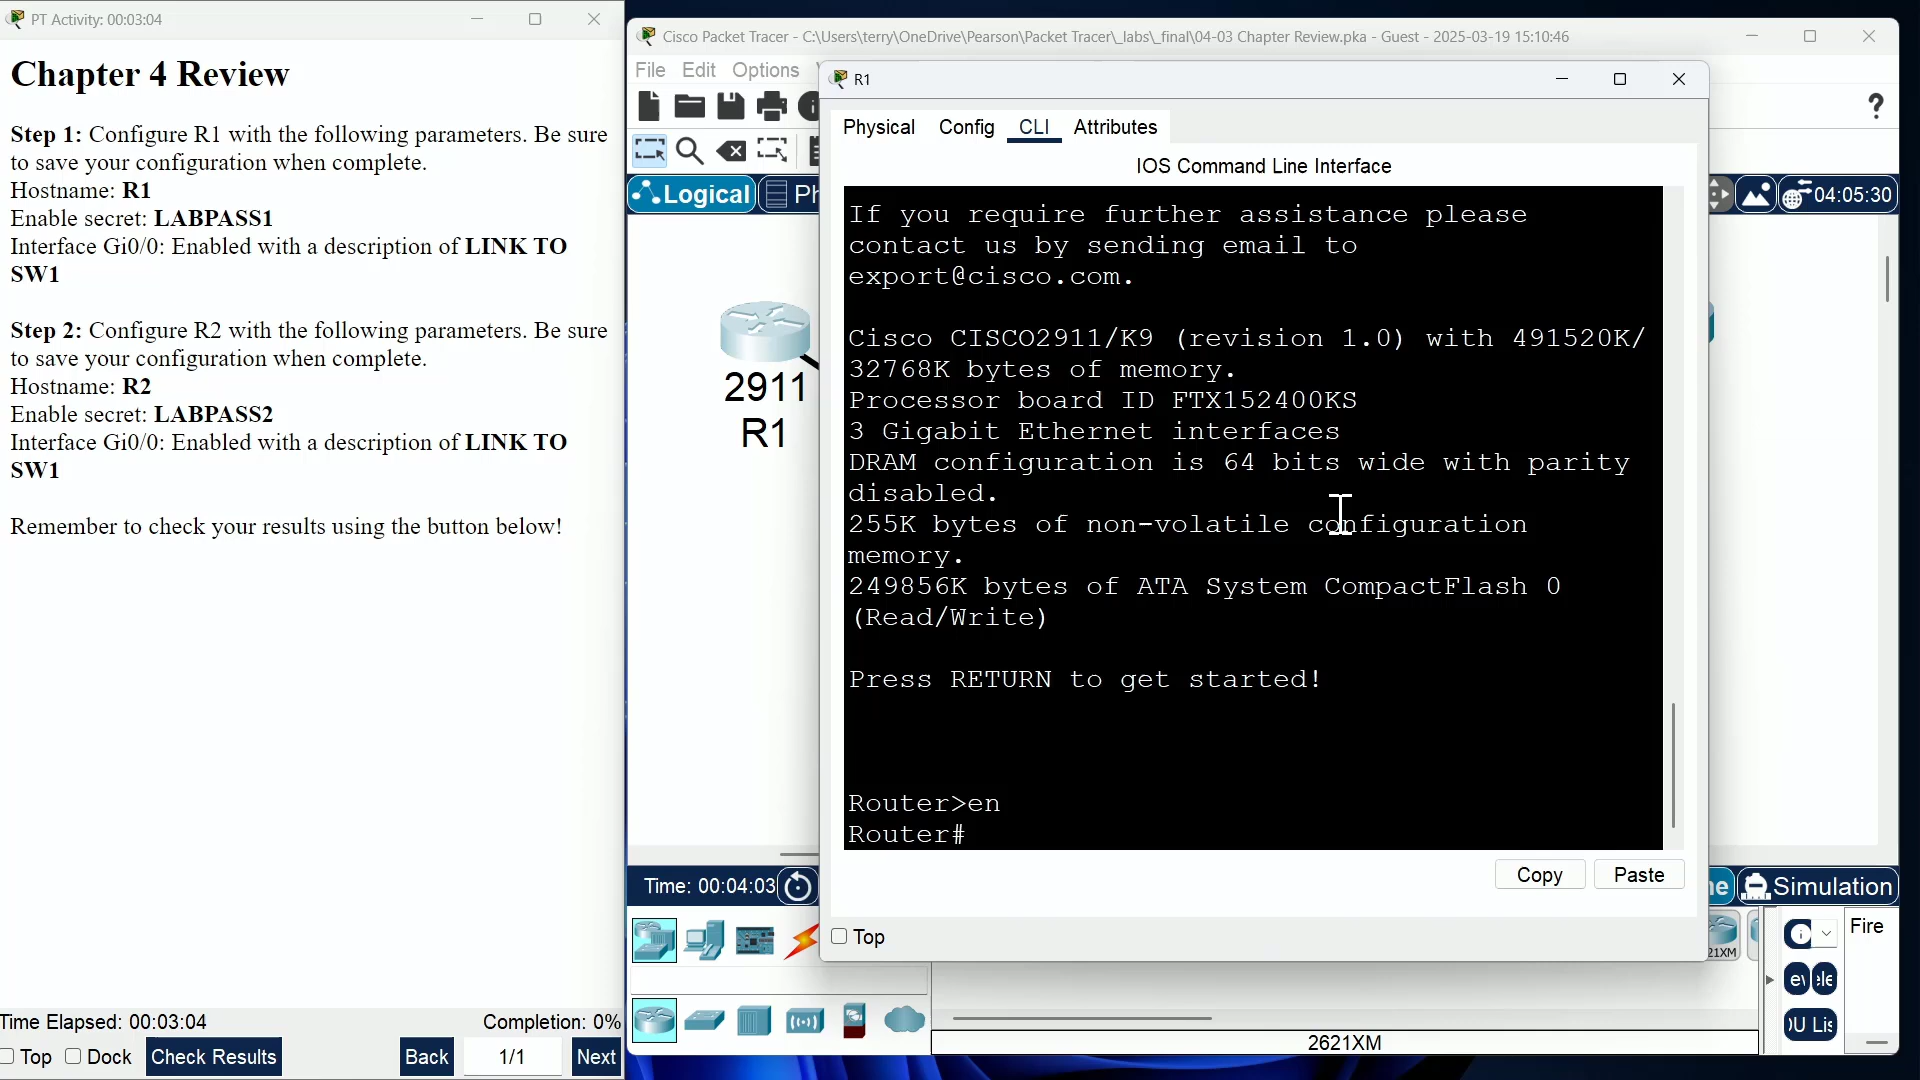 PT Activity: 00:03:04
Chapter 4 Review
Step 1: Configure R1 with the following parameters. Be sure
to save your configuration when complete.
Hostname: R1
Enable secret: LABPASS1
Interface Gi0/0: Enabled with a description of LINK TO
SW1
Step 2: Configure R2 with the following parameters. Be sure
to save your configuration when complete.
Hostname: R2
Enable secret: LABPASS2
Interface Gi0/0: Enabled with a description of LINK TO
SW1
Remember to check your results using the button below!
Time Elapsed: 00:03:04
Completion: 0%
Top
Dock
Check Results
Back
1/1
Next
Cisco Packet Tracer - C:\Users\terry\OneDrive\Pearson\Packet Tracer\_labs\_final\04-03 Chapter Review.pka - Guest - 2025-03-19 15:10:46
File Edit Options
Logical
Ph
04:05:30
2911
R1
R1
Physical Config CLI Attributes
IOS Command Line Interface
If you require further assistance please
contact us by sending email to
export@cisco.com.
Cisco CISCO2911/K9 (revision 1.0) with 491520K/
32768K bytes of memory.
Processor board ID FTX152400KS
3 Gigabit Ethernet interfaces
DRAM configuration is 64 bits wide with parity
disabled.
255K bytes of non-volatile configuration
memory.
249856K bytes of ATA System CompactFlash 0
(Read/Write)
Press RETURN to get started!
Router>en
Router#
Copy
Paste
Top
Time: 00:04:03
ne
Simulation
21XM
Fire
2621XM